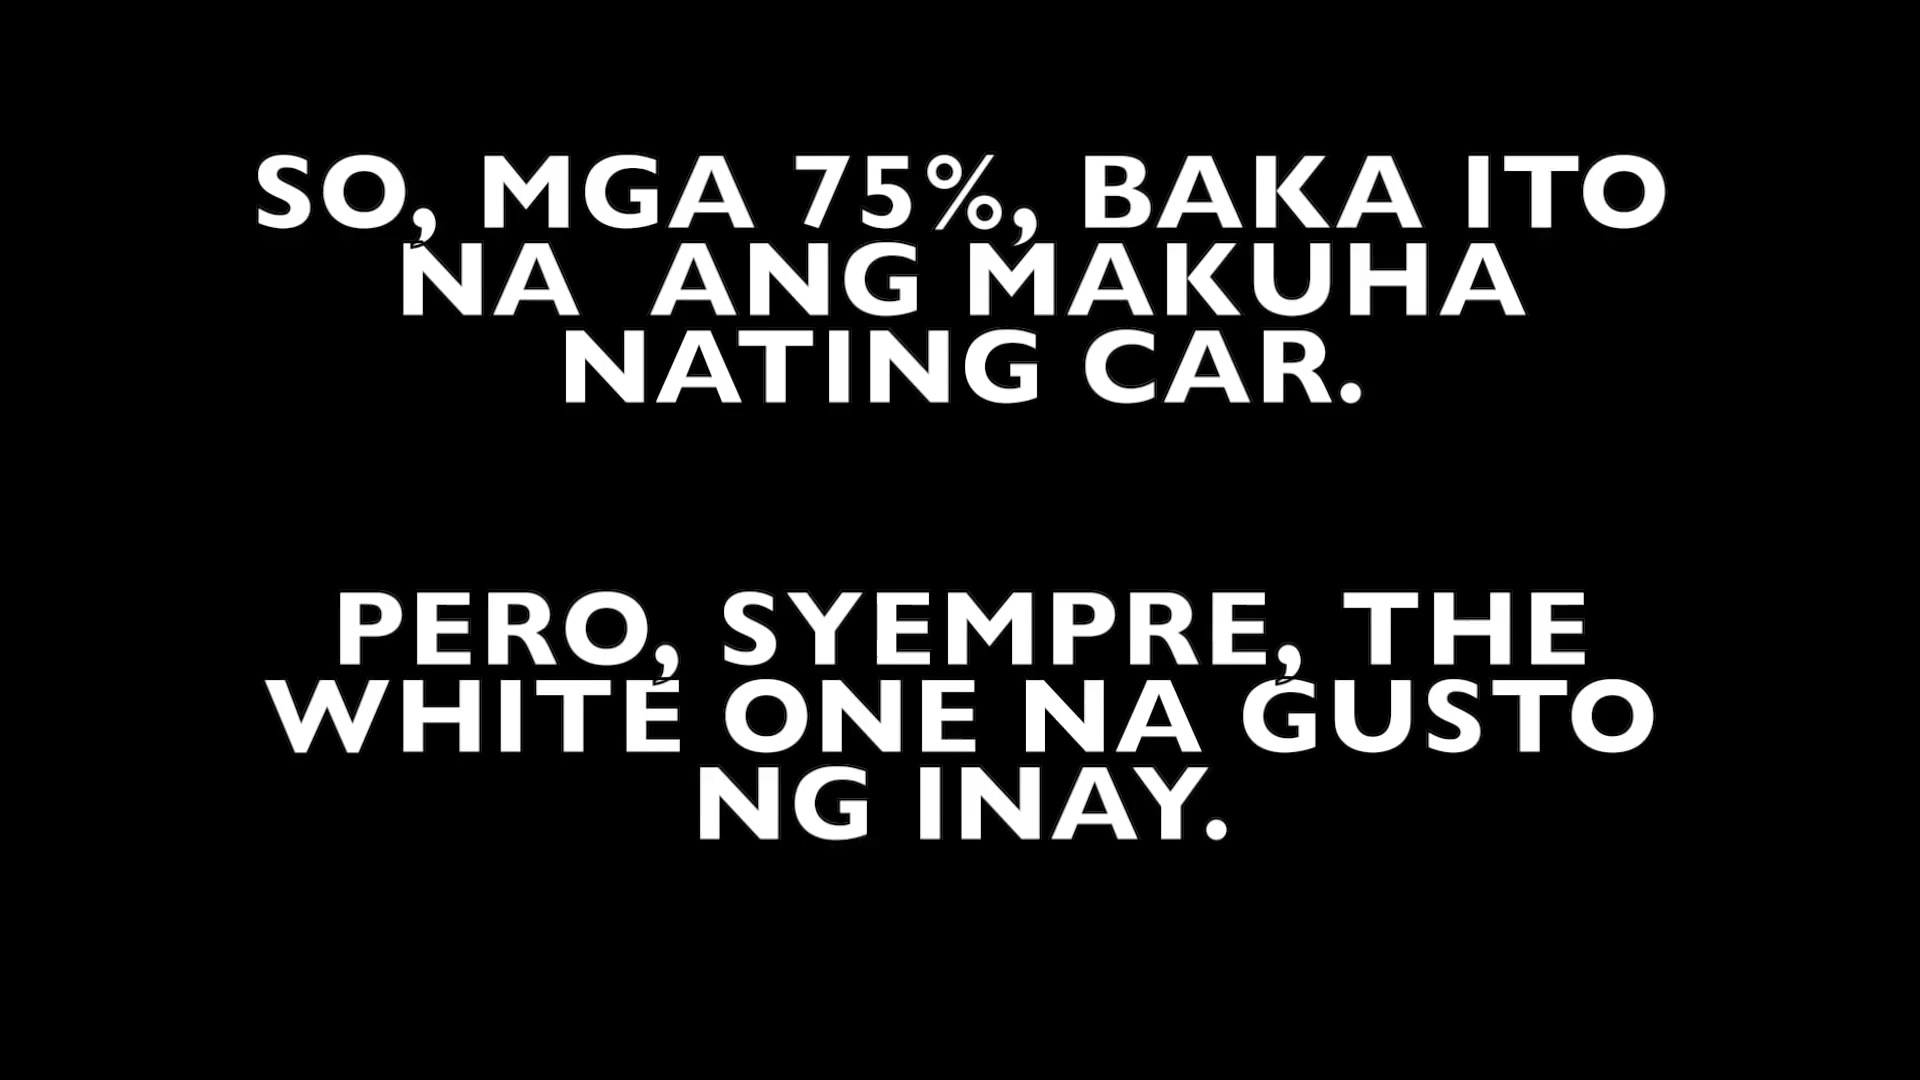 SO, MGA 75%, BAKA ITO
NA ANG MAKUHA
NATING CAR.
PERO, SYEMPRE, THE
WHITE ONE NA GUSTO
NG INAY.